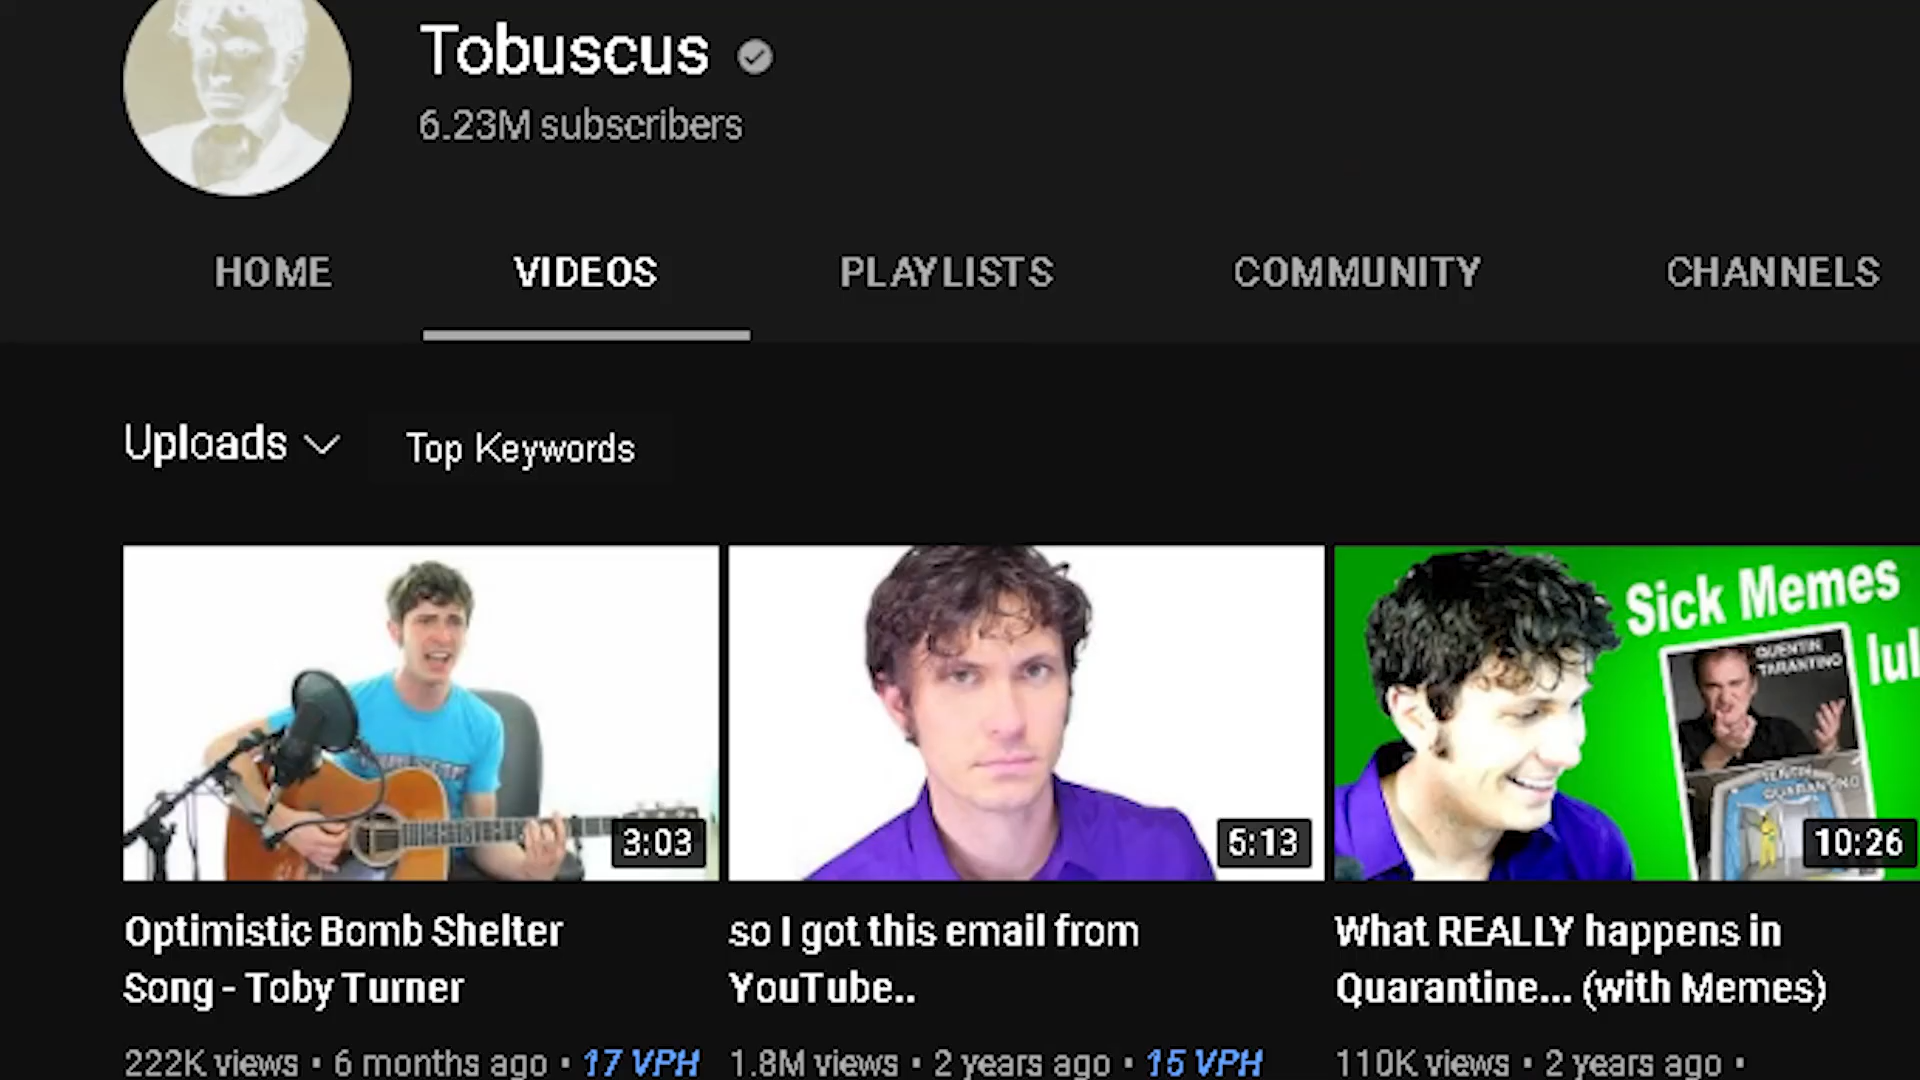 Tobuscus
6.23M subscribers
HOME VIDEOS PLAYLISTS COMMUNITY CHANNELS
Uploads Top Keywords
Sick Memes
lul
QUENTIN
TARANTINO
QUARANTINO
3:03 5:13 10:26
Optimistic Bomb Shelter
Song - Toby Turner
so I got this email from
YouTube..
What REALLY happens in
Quarantine... (with Memes)
222K views • 6 months ago • 17 VPH
1.8M views • 2 years ago • 15 VPH
110K views • 2 years ago •